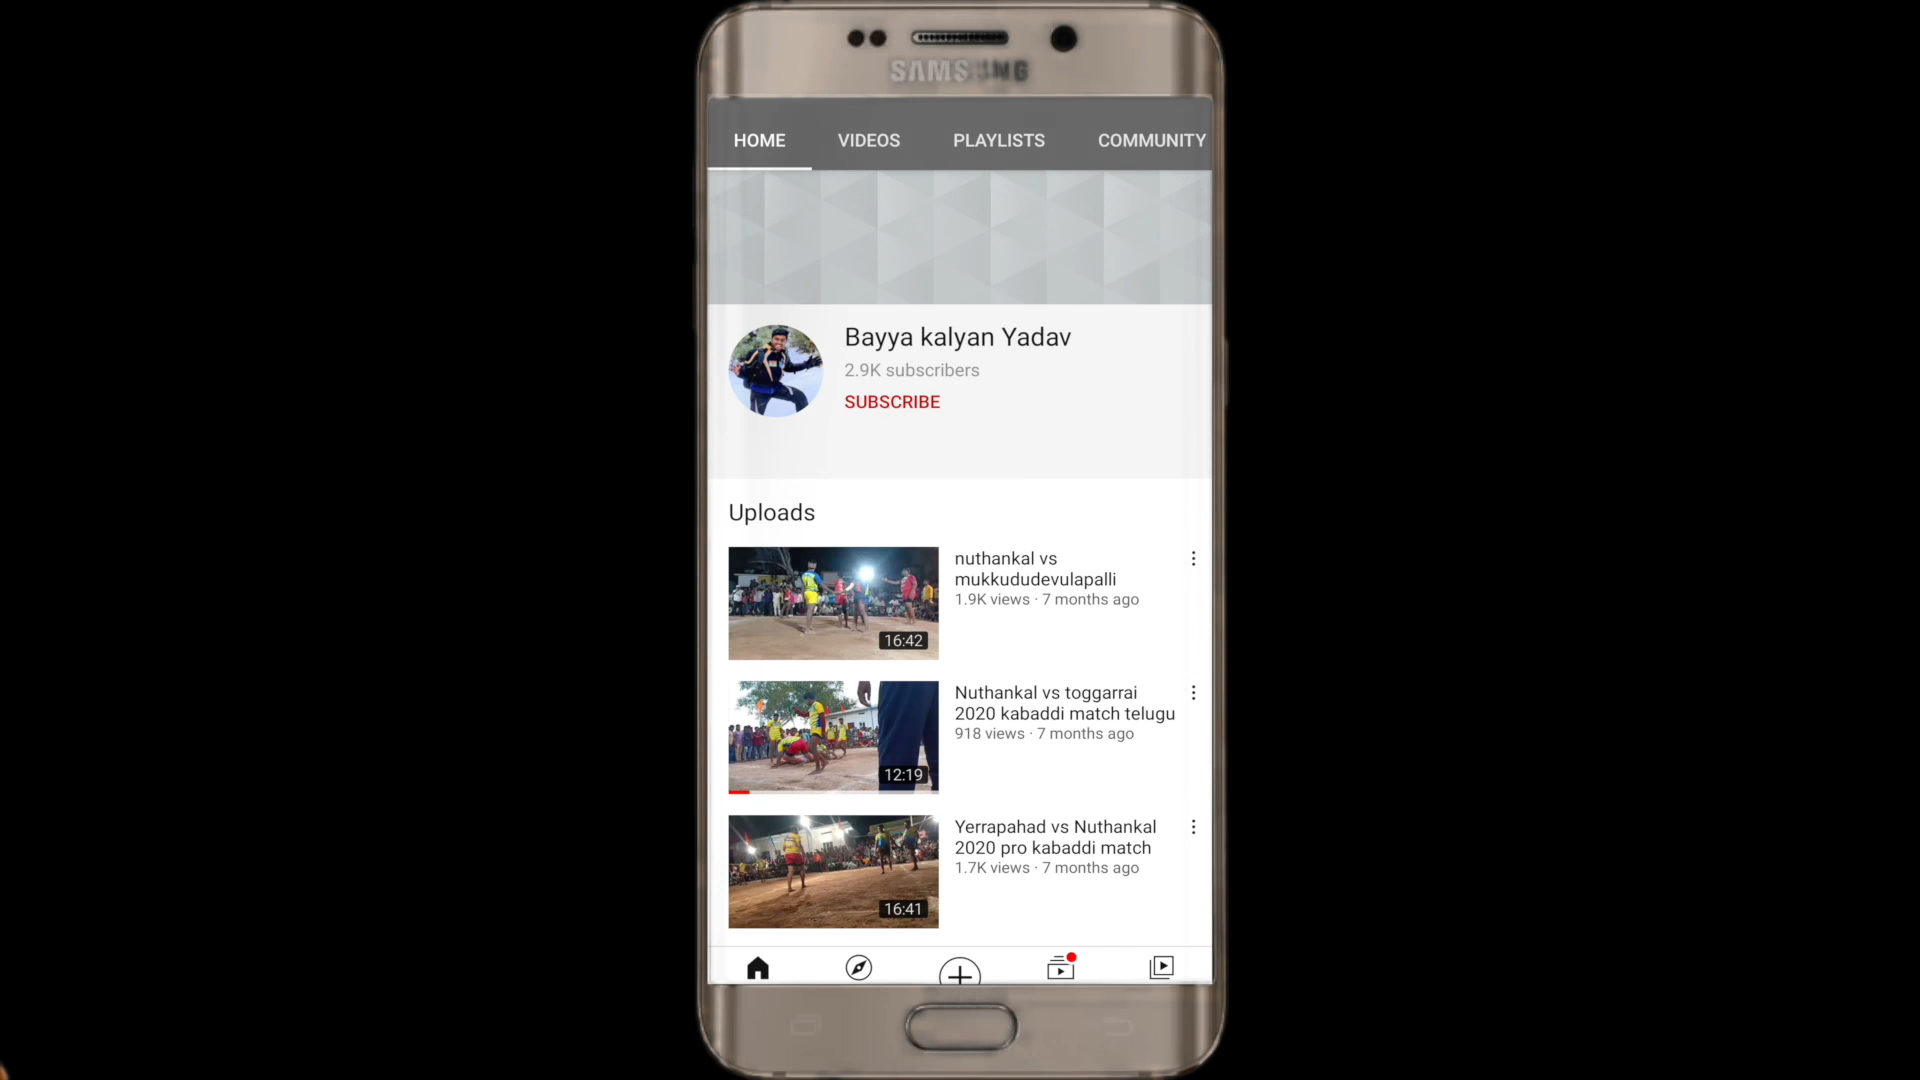 SAMSUNG
HOME VIDEOS PLAYLISTS COMMUNITY
Bayya kalyan Yadav
2.9K subscribers
SUBSCRIBE
Uploads
nuthankal vs
mukkududevulapalli
1.9K views · 7 months ago
16:42
Nuthankal vs toggarrai
2020 kabaddi match telugu
918 views · 7 months ago
12:19
Yerrapahad vs Nuthankal
2020 pro kabaddi match
1.7K views · 7 months ago
16:41